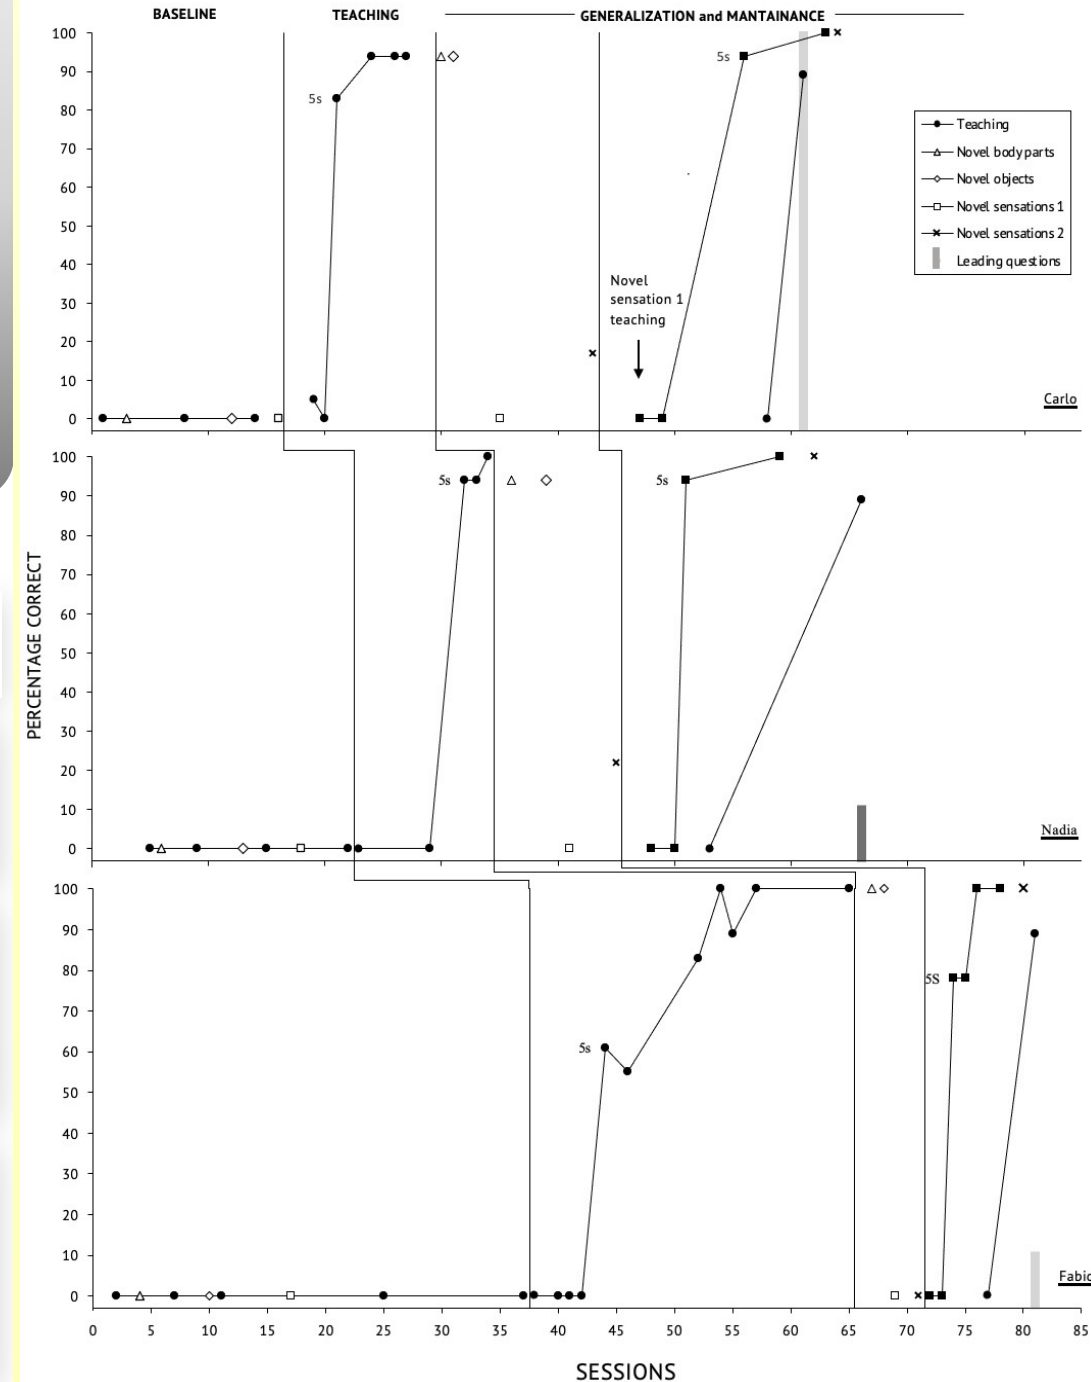 BASELINE TEACHING GENERALIZATION and MANTAINANCE
100
90
80
70
60
50
40
30
20
10
0
5s
5s
Novel
sensation 1
teaching
Teaching
Novel body parts
Novel objects
Novel sensations 1
Novel sensations 2
Leading questions
Carlo
PERCENTAGE CORRECT
100
90
80
70
60
50
40
30
20
10
0
5s
5s
Nadia
100
90
80
70
60
50
40
30
20
10
0
5s
5S
Fabio
0 5 10 15 20 25 30 35 40 45 50 55 60 65 70 75 80 85
SESSIONS